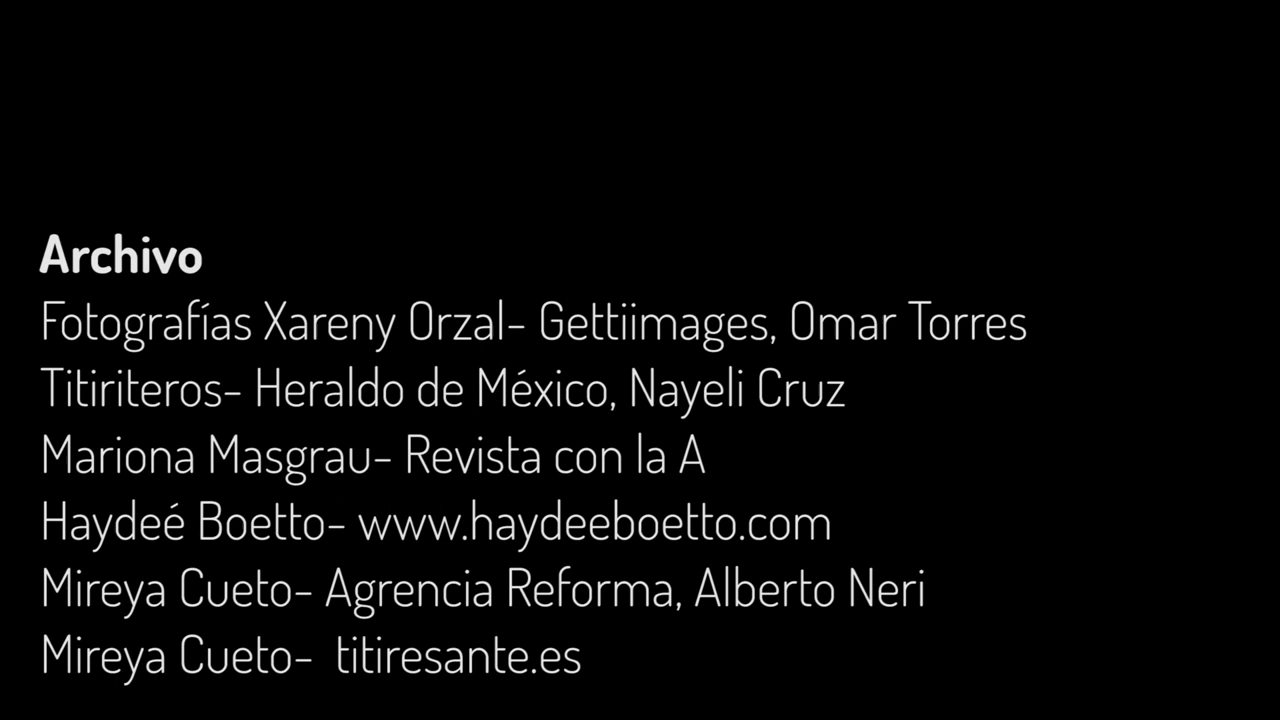 Archivo
Fotografías Xareny Orzal- Gettiimages, Omar Torres
Titiriteros- Heraldo de México, Nayeli Cruz
Mariona Masgrau- Revista con la A
Haydeé Boetto- www.haydeeboetto.com
Mireya Cueto- Agrencia Reforma, Alberto Neri
Mireya Cueto-  titiresante.es